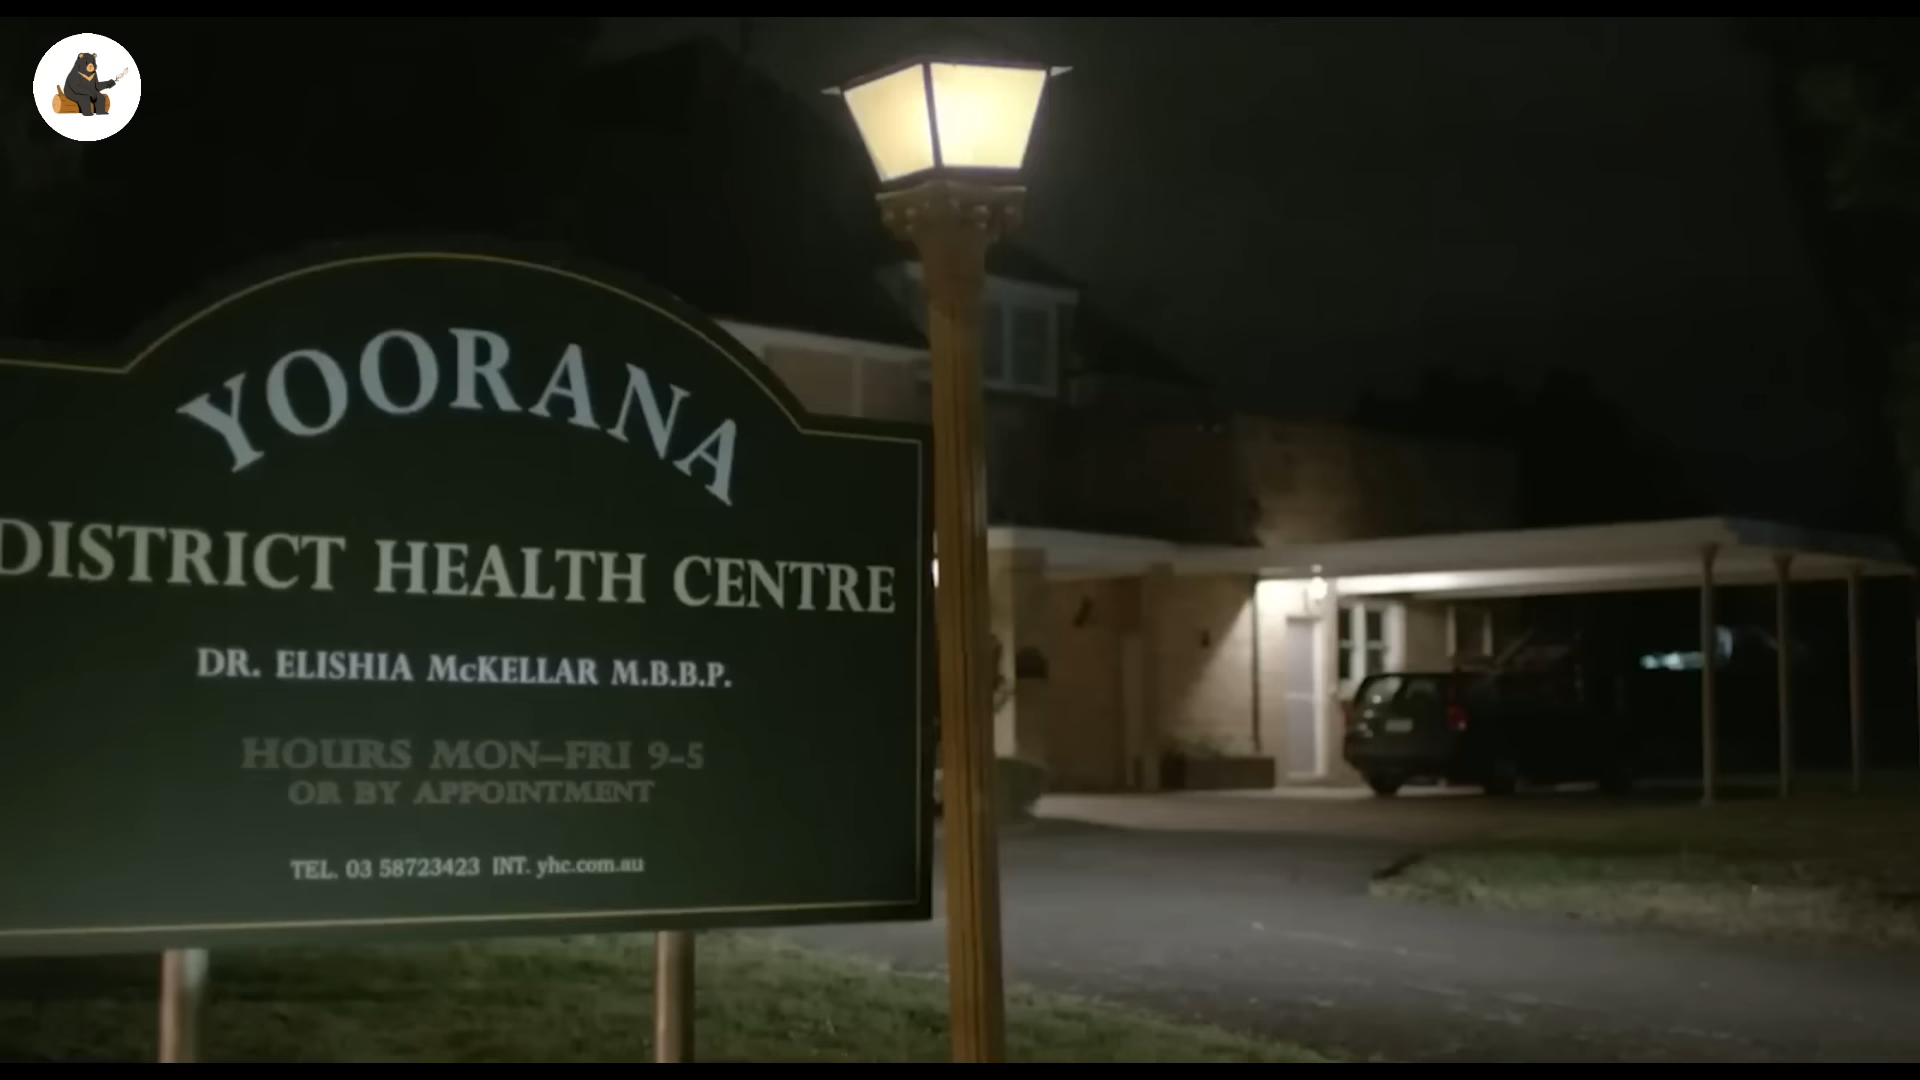 YOORANA
DISTRICT HEALTH CENTRE
DR. ELISHIA McKELLAR M.B.B.P.
HOURS MON–FRI 9-5
OR BY APPOINTMENT
TEL. 03 58723423 INT. yhc.com.au